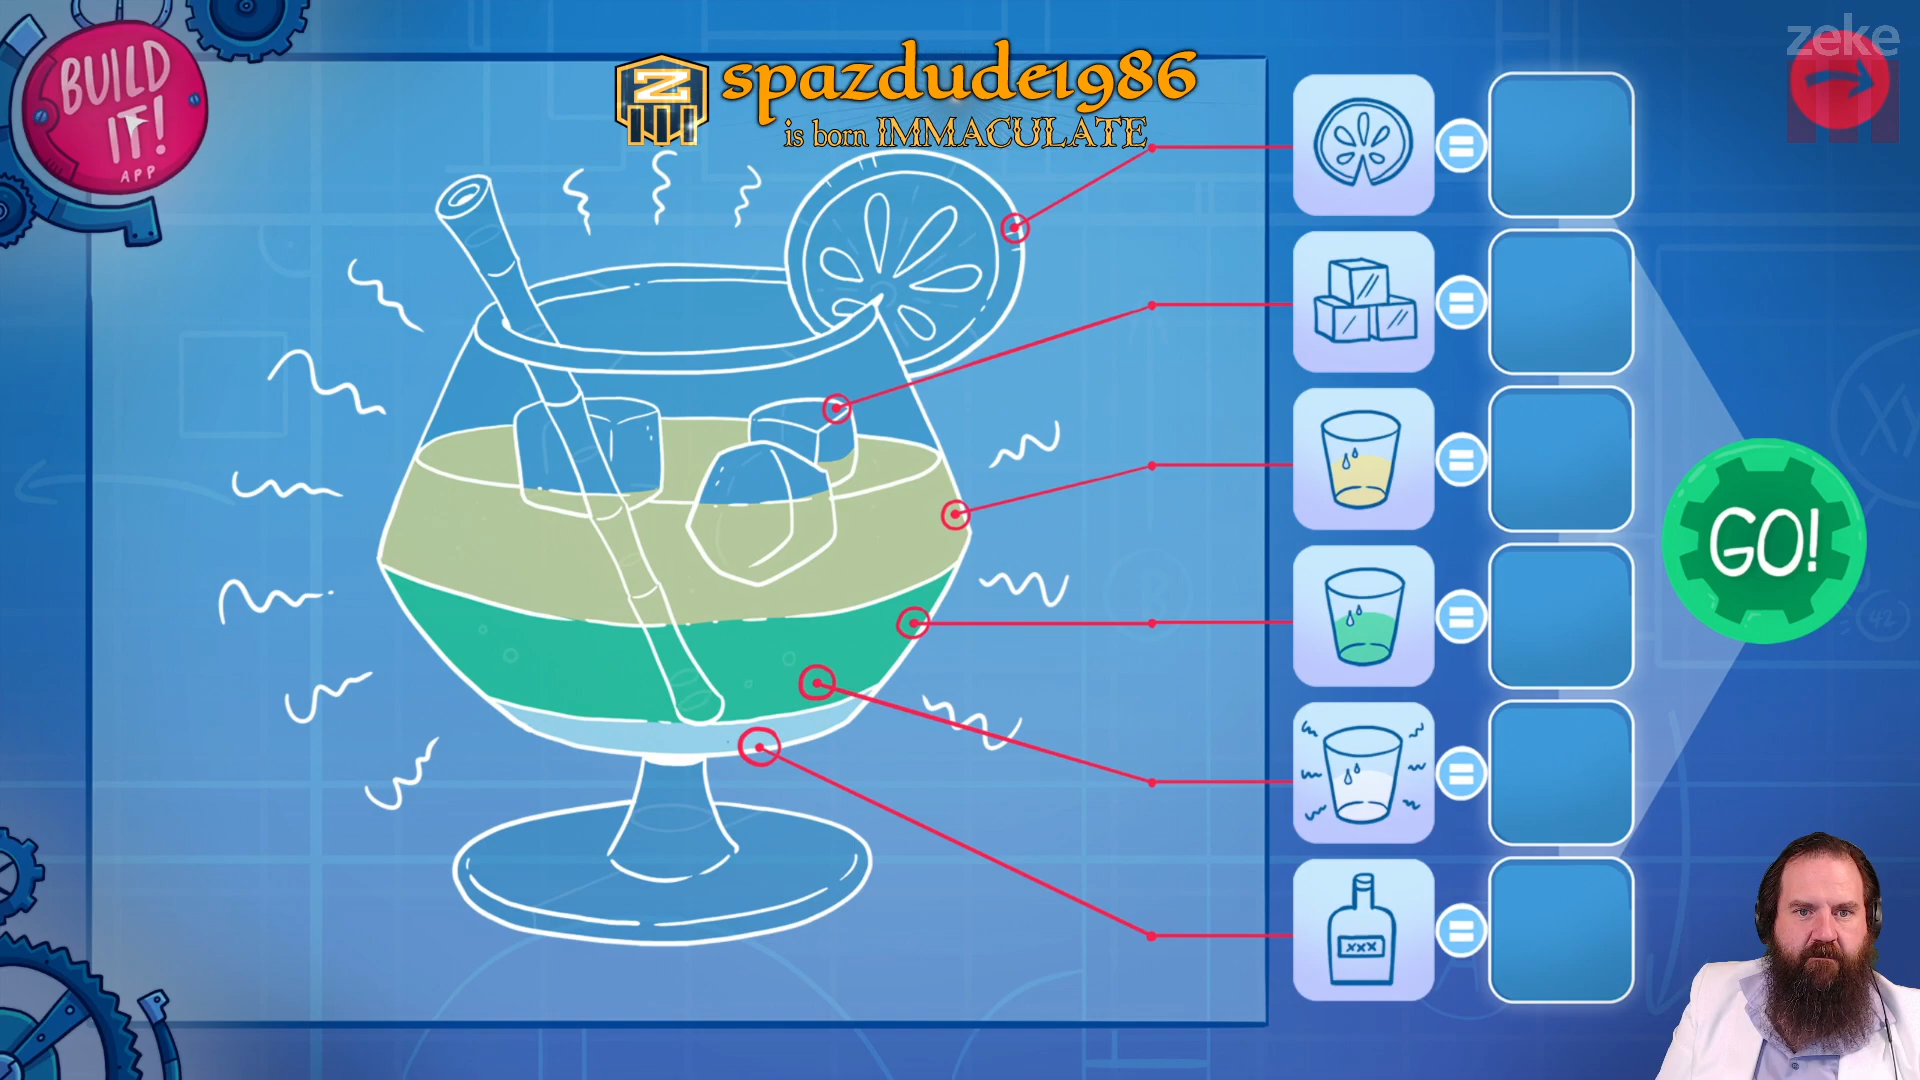 BUILD
IT!
APP
Z
spazdude1986
is born IMMACULATE
zeke
GO!
XXX